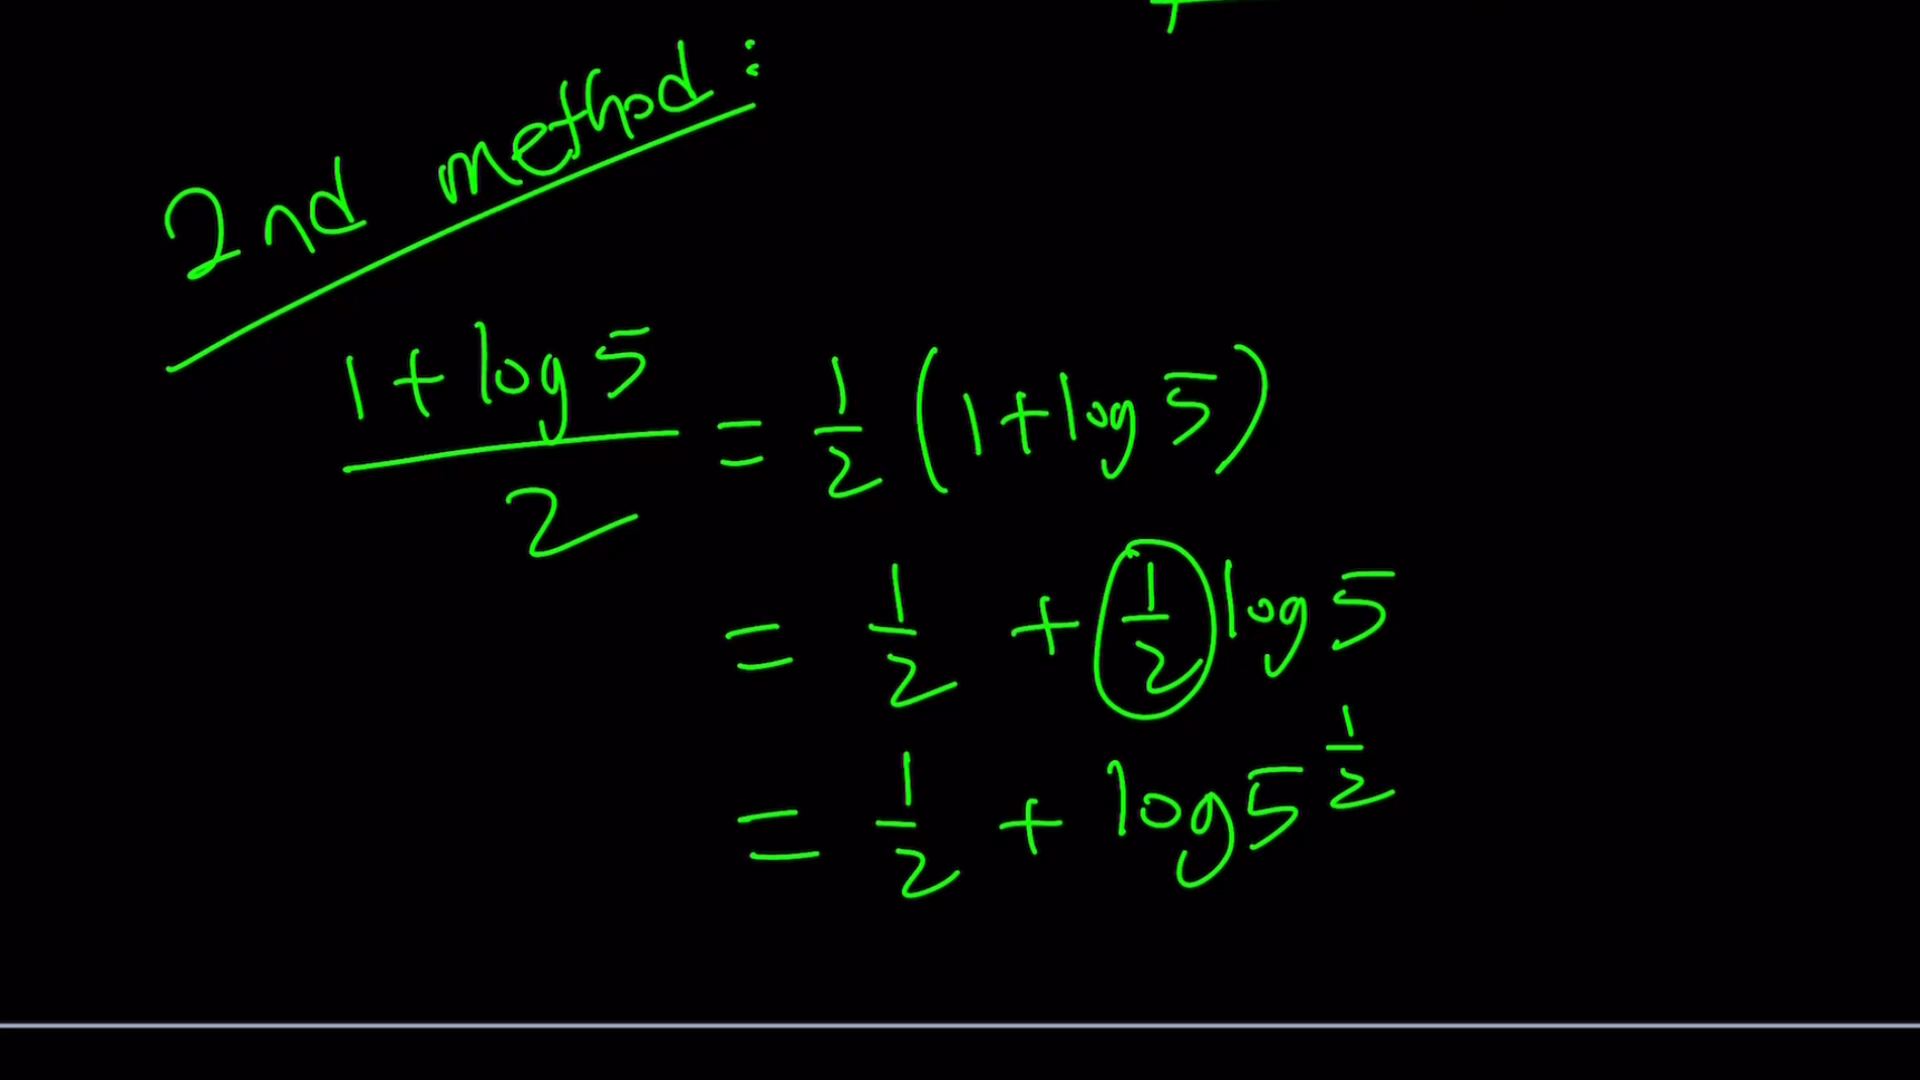 2nd method:
(1+log5)/2 = 1/2 (1+log5)
= 1/2 + 1/2 log5
= 1/2 + log5^(1/2)